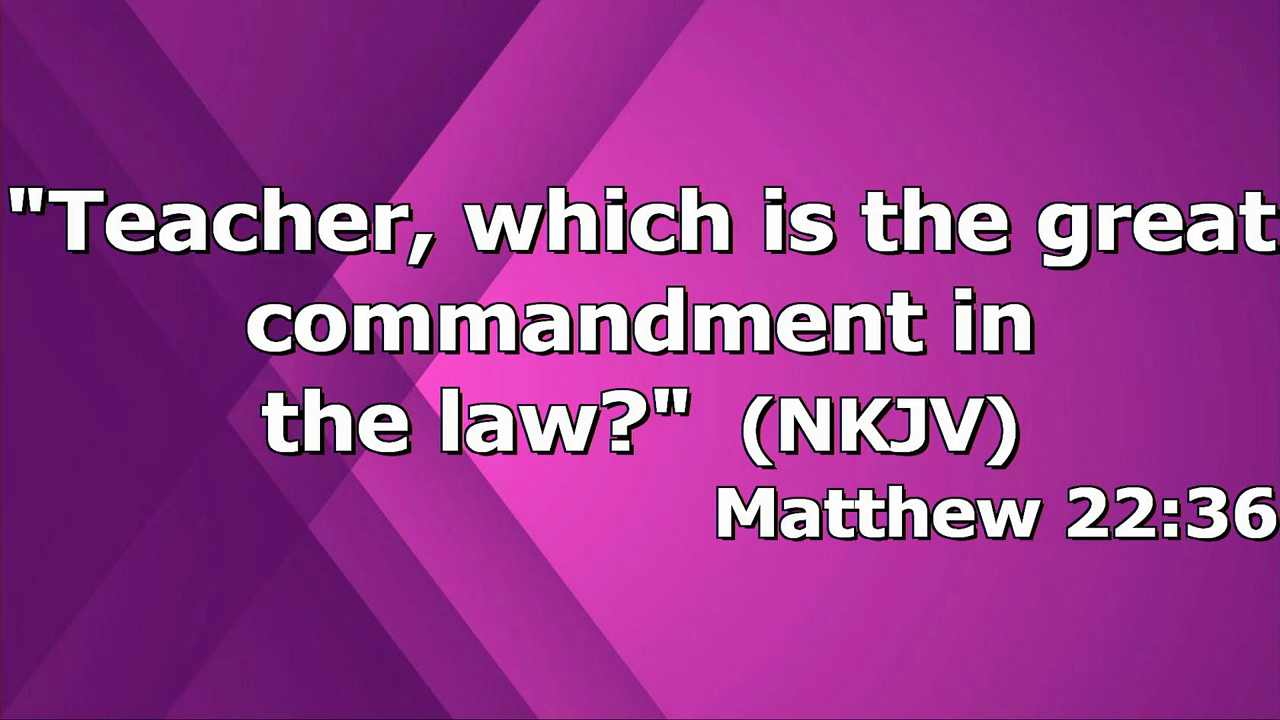 "Teacher, which is the great
commandment in
the law?" (NKJV)
Matthew 22:36